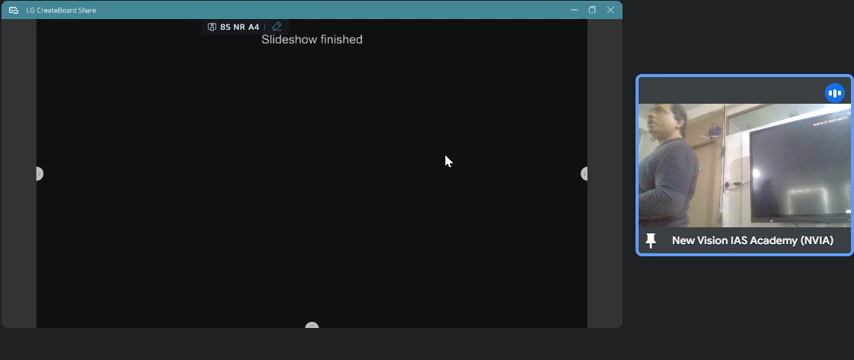 LG CreateBoard Share
8S NR A4
Slideshow finished
New Vision IAS Academy (NVIA)